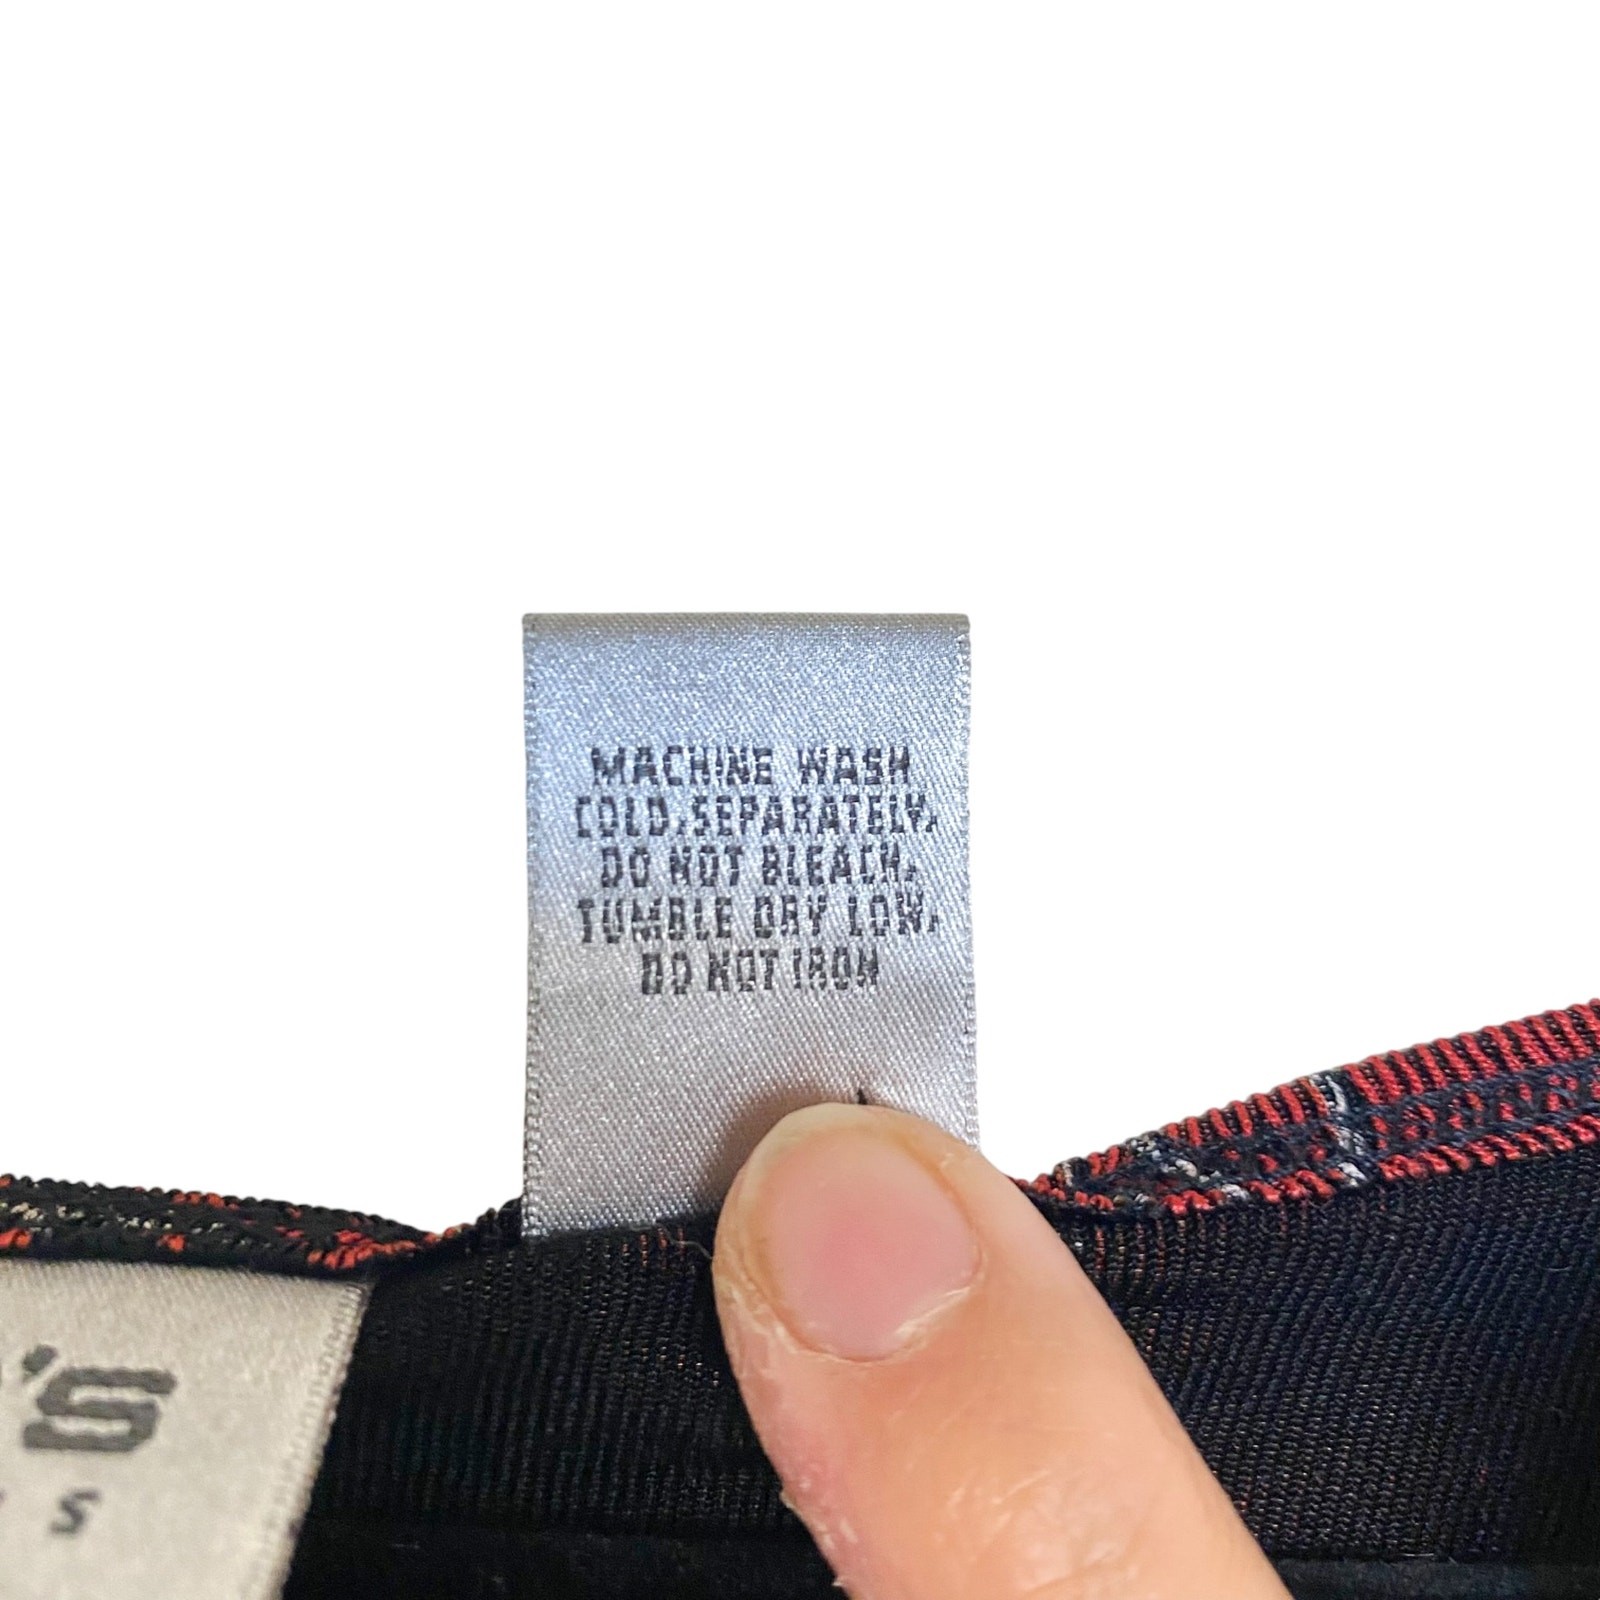 MACHINE WASH
COLD.SEPARATELY.
DO NOT BLEACH.
TUMBLE DRY LOW.
DO NOT IRON
'S
S